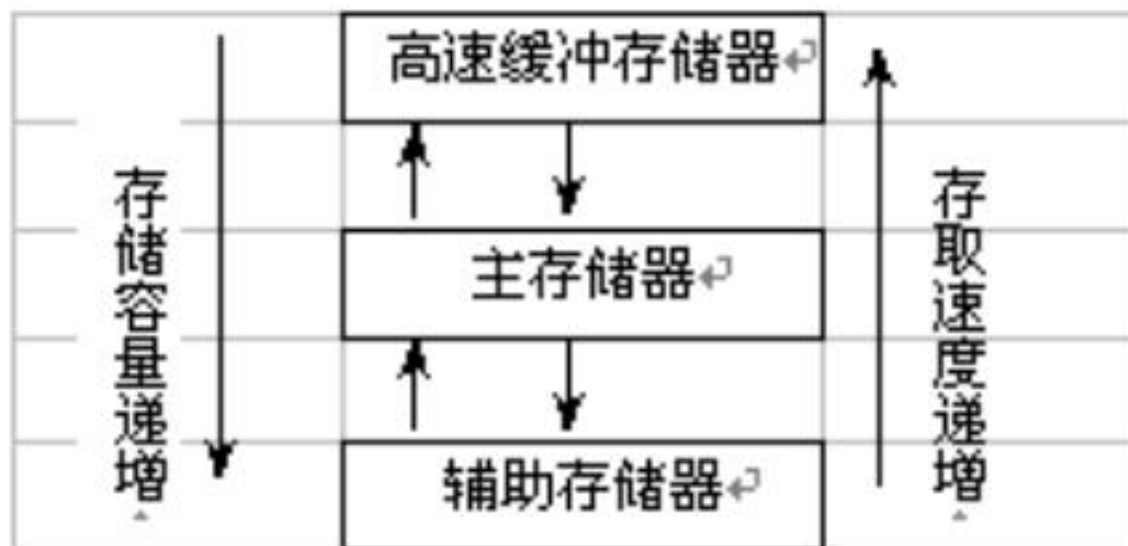 高速缓冲存储器
存储容量递增
存取速度递增
主存储器
辅助存储器